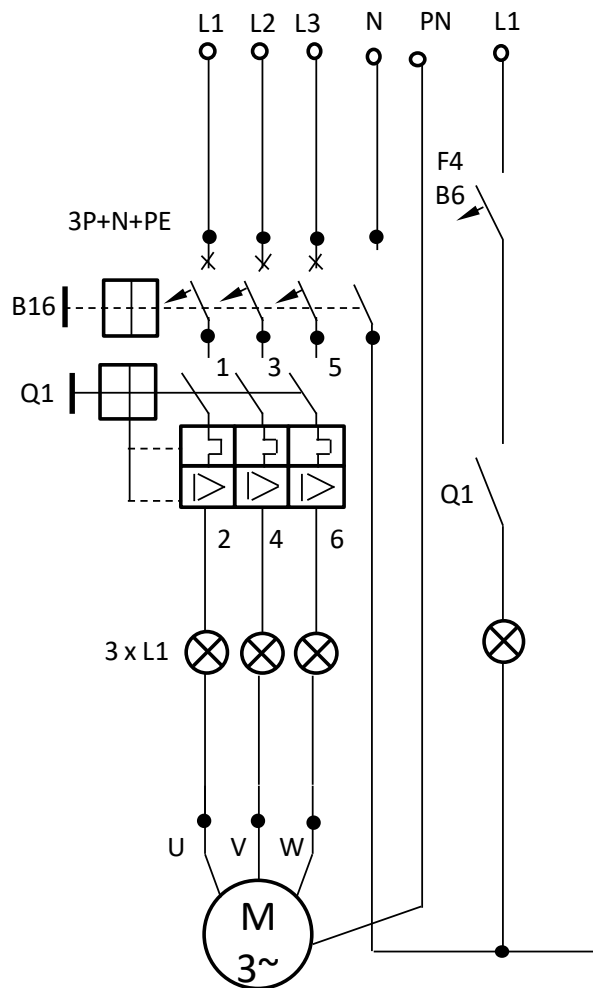 L1 L2 L3 N PN L1
F4
B6
3P+N+PE
B16
1 3 5
Q1
Q1
2 4 6
3 x L1
U V W
M
3~